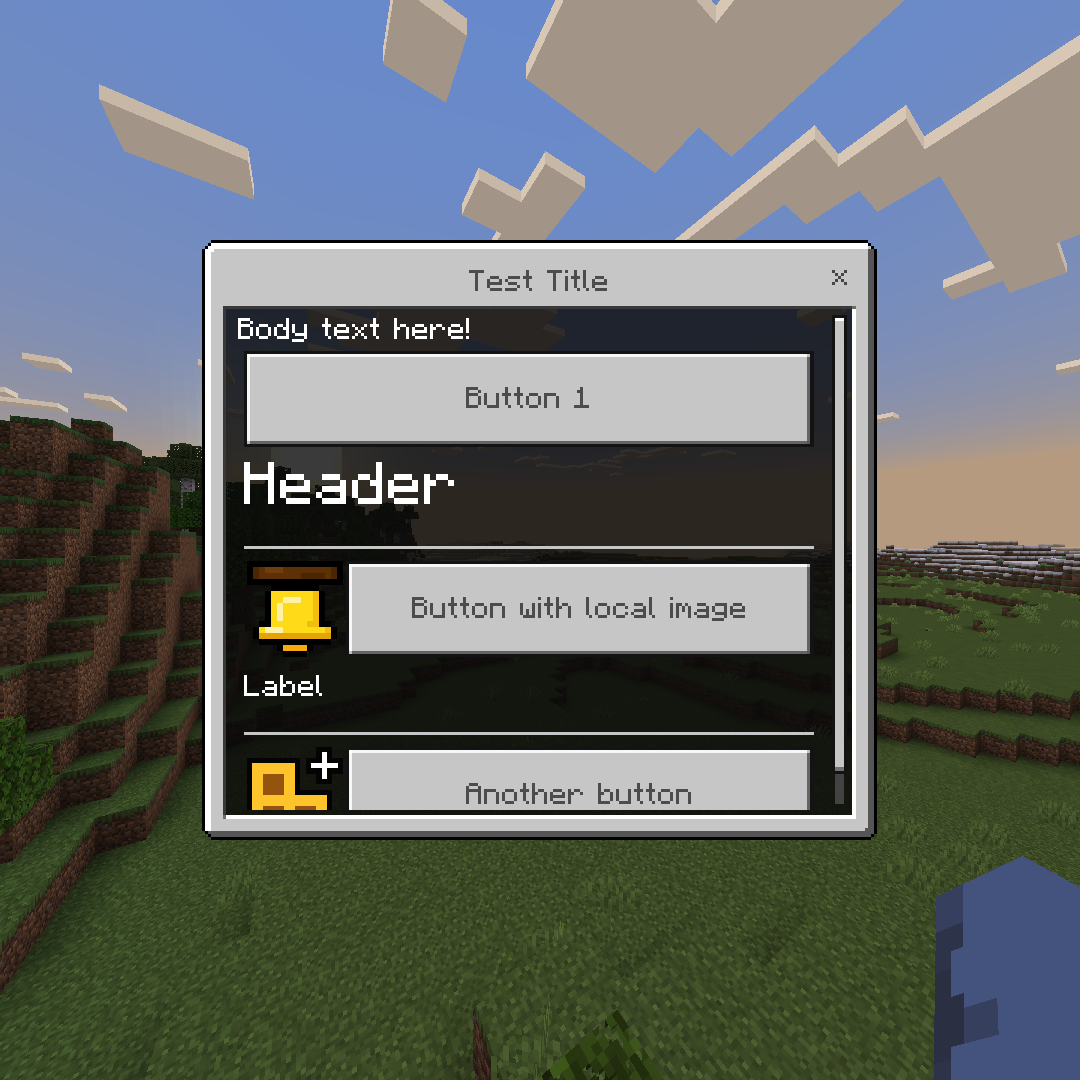 Test Title
Body text here!
Button 1
Header
Button with local image
Label
Another button